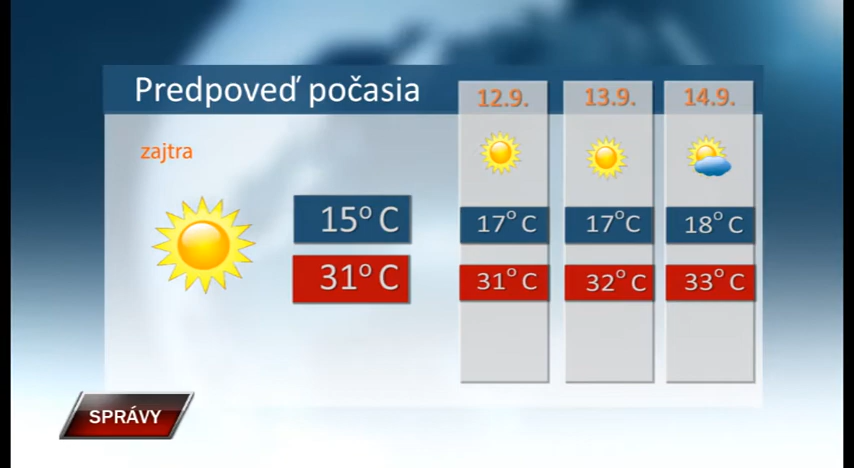 Predpoveď počasia
zajtra
15° C
31° C
12.9.
17° C
31° C
13.9.
17°C
32° C
14.9.
18° C
33° C
SPRÁVY